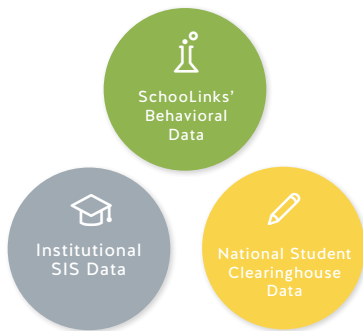 SchooLinks'
Behavioral
Data
Institutional
SIS Data
National Student
Clearinghouse
Data